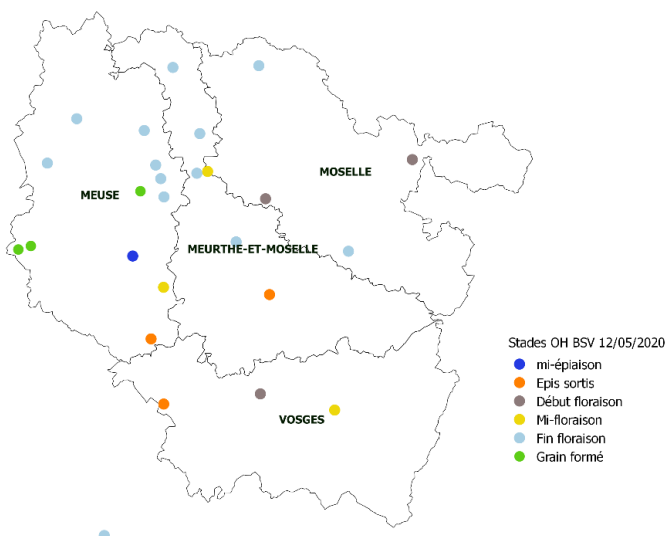 MOSELLE
MEUSE
MEURTHE-ET-MOSELLE
VOSGES
Stades OH BSV 12/05/2020
mi-épiaison
Epis sortis
Début floraison
Mi-floraison
Fin floraison
Grain formé